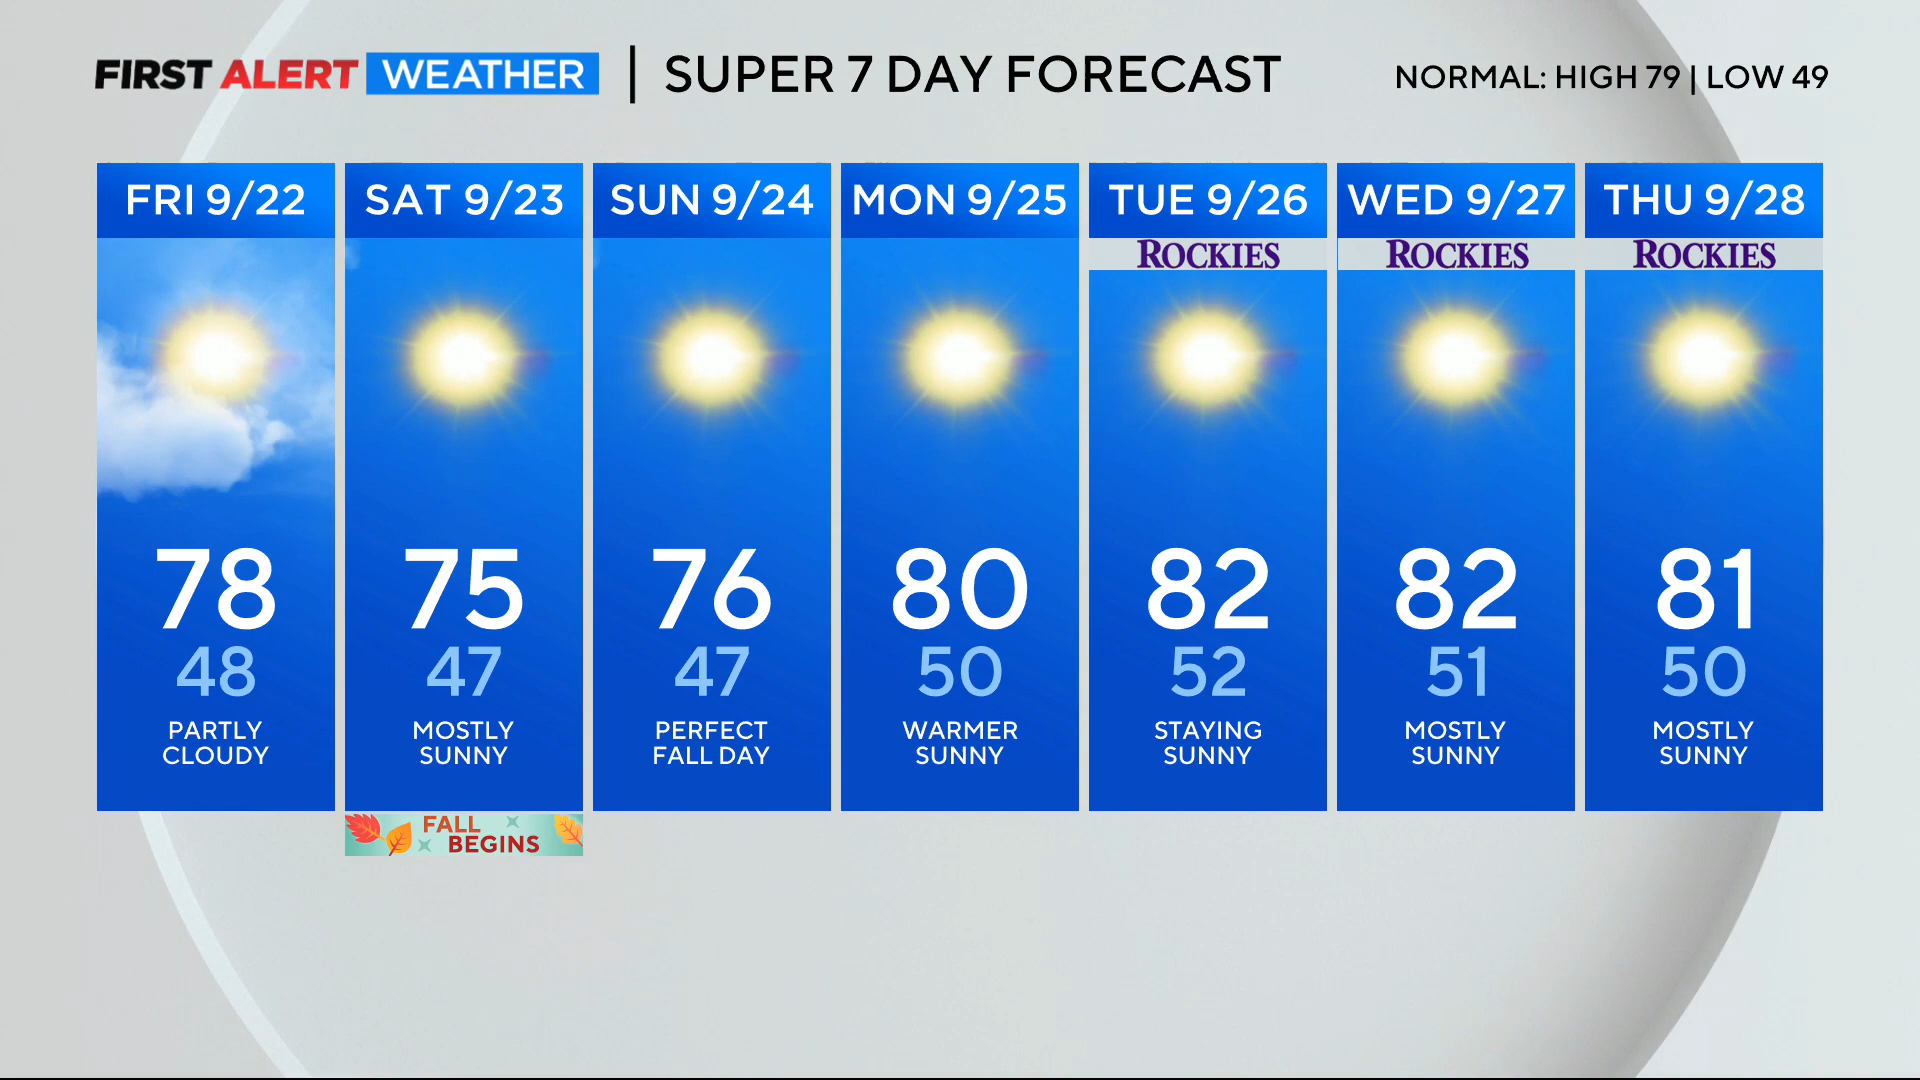 FIRST ALERT WEATHER | SUPER 7 DAY FORECAST
NORMAL: HIGH 79 | LOW 49
FRI 9/22
78
48
PARTLY
CLOUDY
SAT 9/23
75
47
MOSTLY
SUNNY
FALL
BEGINS
SUN 9/24
76
47
PERFECT
FALL DAY
MON 9/25
80
50
WARMER
SUNNY
TUE 9/26
ROCKIES
82
52
STAYING
SUNNY
WED 9/27
ROCKIES
82
51
MOSTLY
SUNNY
THU 9/28
ROCKIES
81
50
MOSTLY
SUNNY